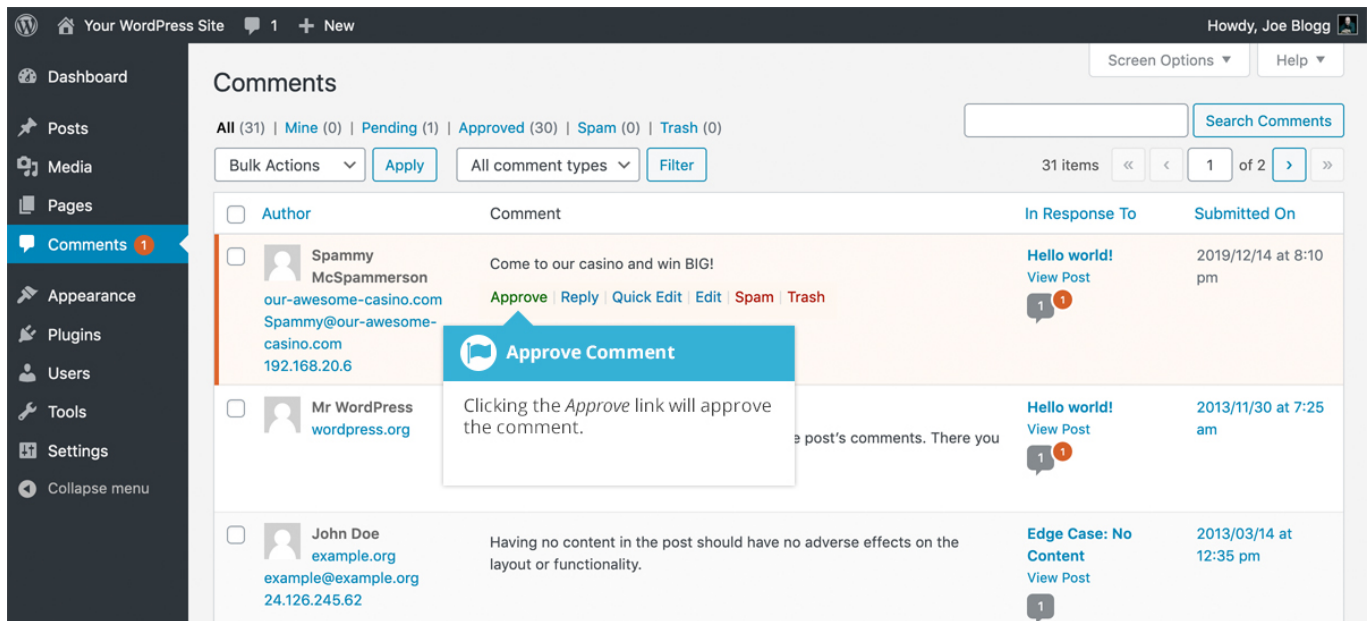 Your WordPress Site 1 + New Howdy, Joe Blogg
Screen Options ▼ Help ▼
Dashboard
Posts
Media
Pages
Comments 1
Appearance
Plugins
Users
Tools
Settings
Collapse menu
Comments
All (31) | Mine (0) | Pending (1) | Approved (30) | Spam (0) | Trash (0)
Search Comments
Bulk Actions Apply All comment types Filter 31 items « ‹ 1 of 2 › »
Author Comment In Response To Submitted On
Spammy
McSpammerson
our-awesome-casino.com
Spammy@our-awesome-
casino.com
192.168.20.6
Come to our casino and win BIG!
Approve | Reply | Quick Edit | Edit | Spam | Trash
Hello world!
View Post
1 1
2019/12/14 at 8:10
pm
Approve Comment
Clicking the Approve link will approve
the comment.
Mr WordPress
wordpress.org
post's comments. There you
Hello world!
View Post
1 1
2013/11/30 at 7:25
am
John Doe
example.org
example@example.org
24.126.245.62
Having no content in the post should have no adverse effects on the
layout or functionality.
Edge Case: No
Content
View Post
1
2013/03/14 at
12:35 pm